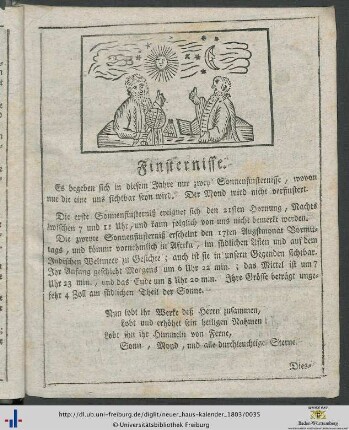 Finsternisse.
Es begeben sich in diesem Jahre nur zwey Sonnenfinsternisse, wovon
nur die eine uns sichtbar seyn wird. Der Mond wird nicht verfinstert.
Die erste Sonnenfinsterniß ereignet sich den 21sten Hornung, Nachts
zwischen 7 und 11 Uhr, und kann folglich von uns nicht bemerkt werden.
Die zweyte Sonnenfinsterniß erscheint den 17ten Augstmonat Vormit-
tags, und kömmt vornehmlich in Afrika, im südlichen Asien und auf dem
Indischen Weltmeere zu Gesichte; auch ist sie in unsern Gegenden sichtbar.
Ihr Anfang geschieht Morgens um 6 Uhr 22 min.; das Mittel ist um 7
Uhr 23 min., und das Ende um 8 Uhr 20 min. Ihre Grösse beträgt unge-
fehr 4 Zoll am südlichen Theil der Sonne.
Nun lobt ihr Werke deß Herrn zusammen,
Lobt und erhöhet sein heiligen Nahmen:
Lobt ihn ihr Himmeln von Ferne,
Sonn, Mond, und alle durchleuchtige Sterne.
Dies-
http://dl.ub.uni-freiburg.de/diglit/neuer_haus_kalender_1803/0035
© Universitätsbibliothek Freiburg
Baden-Württemberg